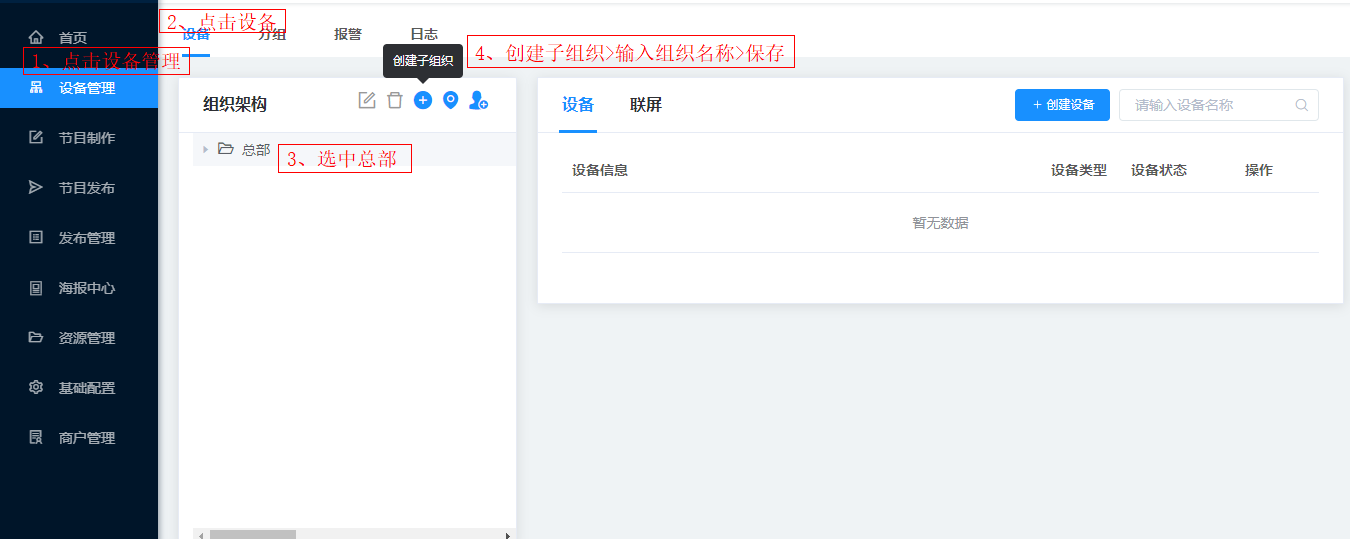 2、点击设备
首页
设备
分组
报警
日志
1、点击设备管理
创建子组织
4、创建子组织>输入组织名称>保存
设备管理
组织架构
设备
联屏
+ 创建设备
请输入设备名称
节目制作
总部
3、选中总部
设备信息
设备类型
设备状态
操作
节目发布
暂无数据
发布管理
海报中心
资源管理
基础配置
商户管理